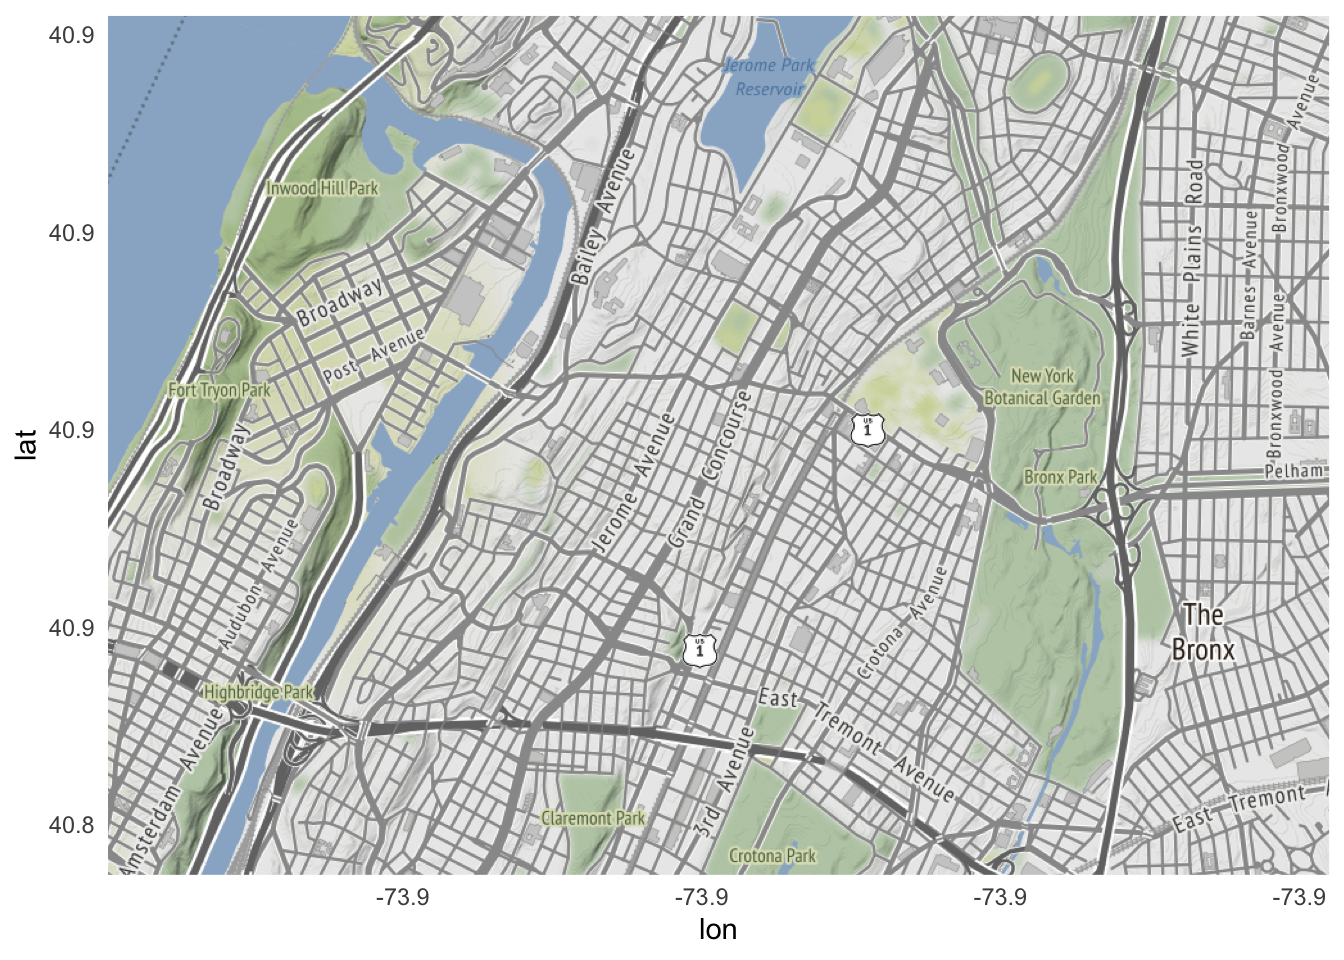 40.9
40.9
40.9
40.9
40.8
lat
-73.9
-73.9
-73.9
-73.9
lon
Jerome Park
Reservoir
Inwood Hill Park
Bailey Avenue
Broadway
Post Avenue
Fort Tryon Park
Broadway
Audubon Avenue
Highbridge Park
Amsterdam Avenue
Jerome Avenue
Grand Concourse
US
1
US
1
New York
Botanical Garden
Bronx Park
White Plains Road
Barnes Avenue
Bronxwood Avenue
Bronxwood Avenue
Bronxwood
Pelham
The
Bronx
Crotona Avenue
East Tremont Avenue
3rd Avenue
Claremont Park
Crotona Park
East Tremont